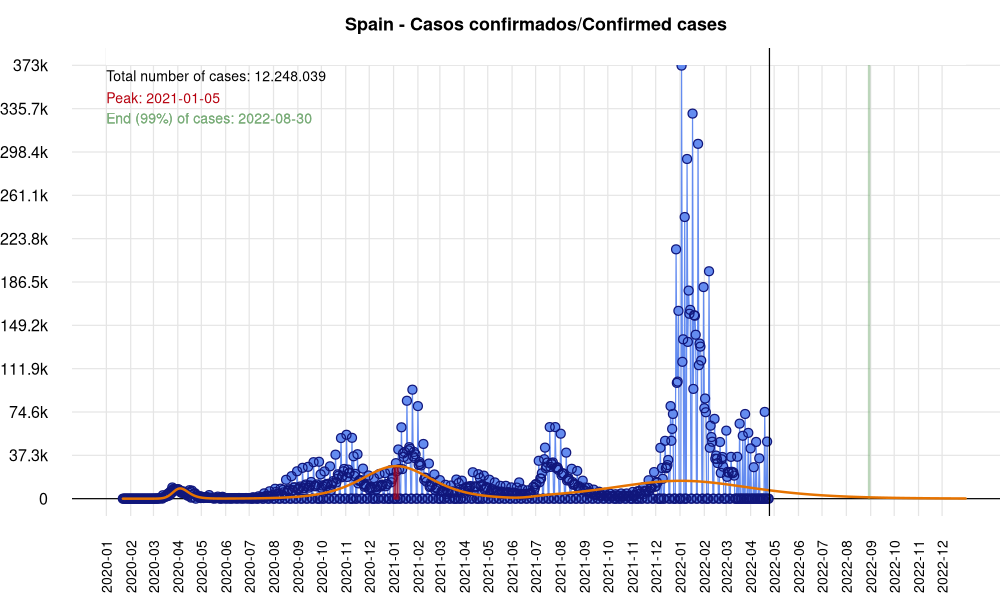 Spain - Casos confirmados/Confirmed cases
Total number of cases: 12.248.039
Peak: 2021-01-05
End (99%) of cases: 2022-08-30
373k
335.7k
298.4k
261.1k
223.8k
186.5k
149.2k
111.9k
74.6k
37.3k
0
2020-01
2020-02
2020-03
2020-04
2020-05
2020-06
2020-07
2020-08
2020-09
2020-10
2020-11
2020-12
2021-01
2021-02
2021-03
2021-04
2021-05
2021-06
2021-07
2021-08
2021-09
2021-10
2021-11
2021-12
2022-01
2022-02
2022-03
2022-04
2022-05
2022-06
2022-07
2022-08
2022-09
2022-10
2022-11
2022-12